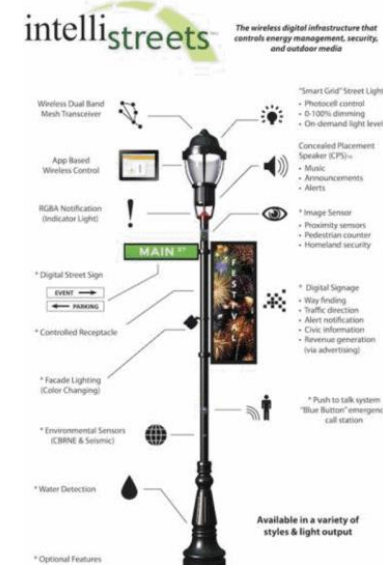 intellistreets
The wireless digital infrastructure that
controls energy management, security,
and outdoor media
Wireless Dual Band
Mesh Transceiver
"Smart Grid" Street Light
• Photocell control
• 0-100% dimming
• On-demand light level
App Based
Wireless Control
Concealed Placement
Speaker (CPS)™
• Music
• Announcements
• Alerts
RGBA Notification
(Indicator Light)
* Image Sensor
• Proximity sensors
• Pedestrian counter
• Homeland security
MAIN ST
FESTIVAL
* Digital Street Sign
EVENT
PARKING
* Digital Signage
• Way finding
• Traffic direction
• Alert notification
• Civic information
• Revenue generation
(via advertising)
* Controlled Receptacle
* Facade Lighting
(Color Changing)
* Push to talk system
"Blue Button" emergenc
call station
* Environmental Sensors
(CBRNE & Seismic)
* Water Detection
Available in a variety of
styles & light output
* Optional Features